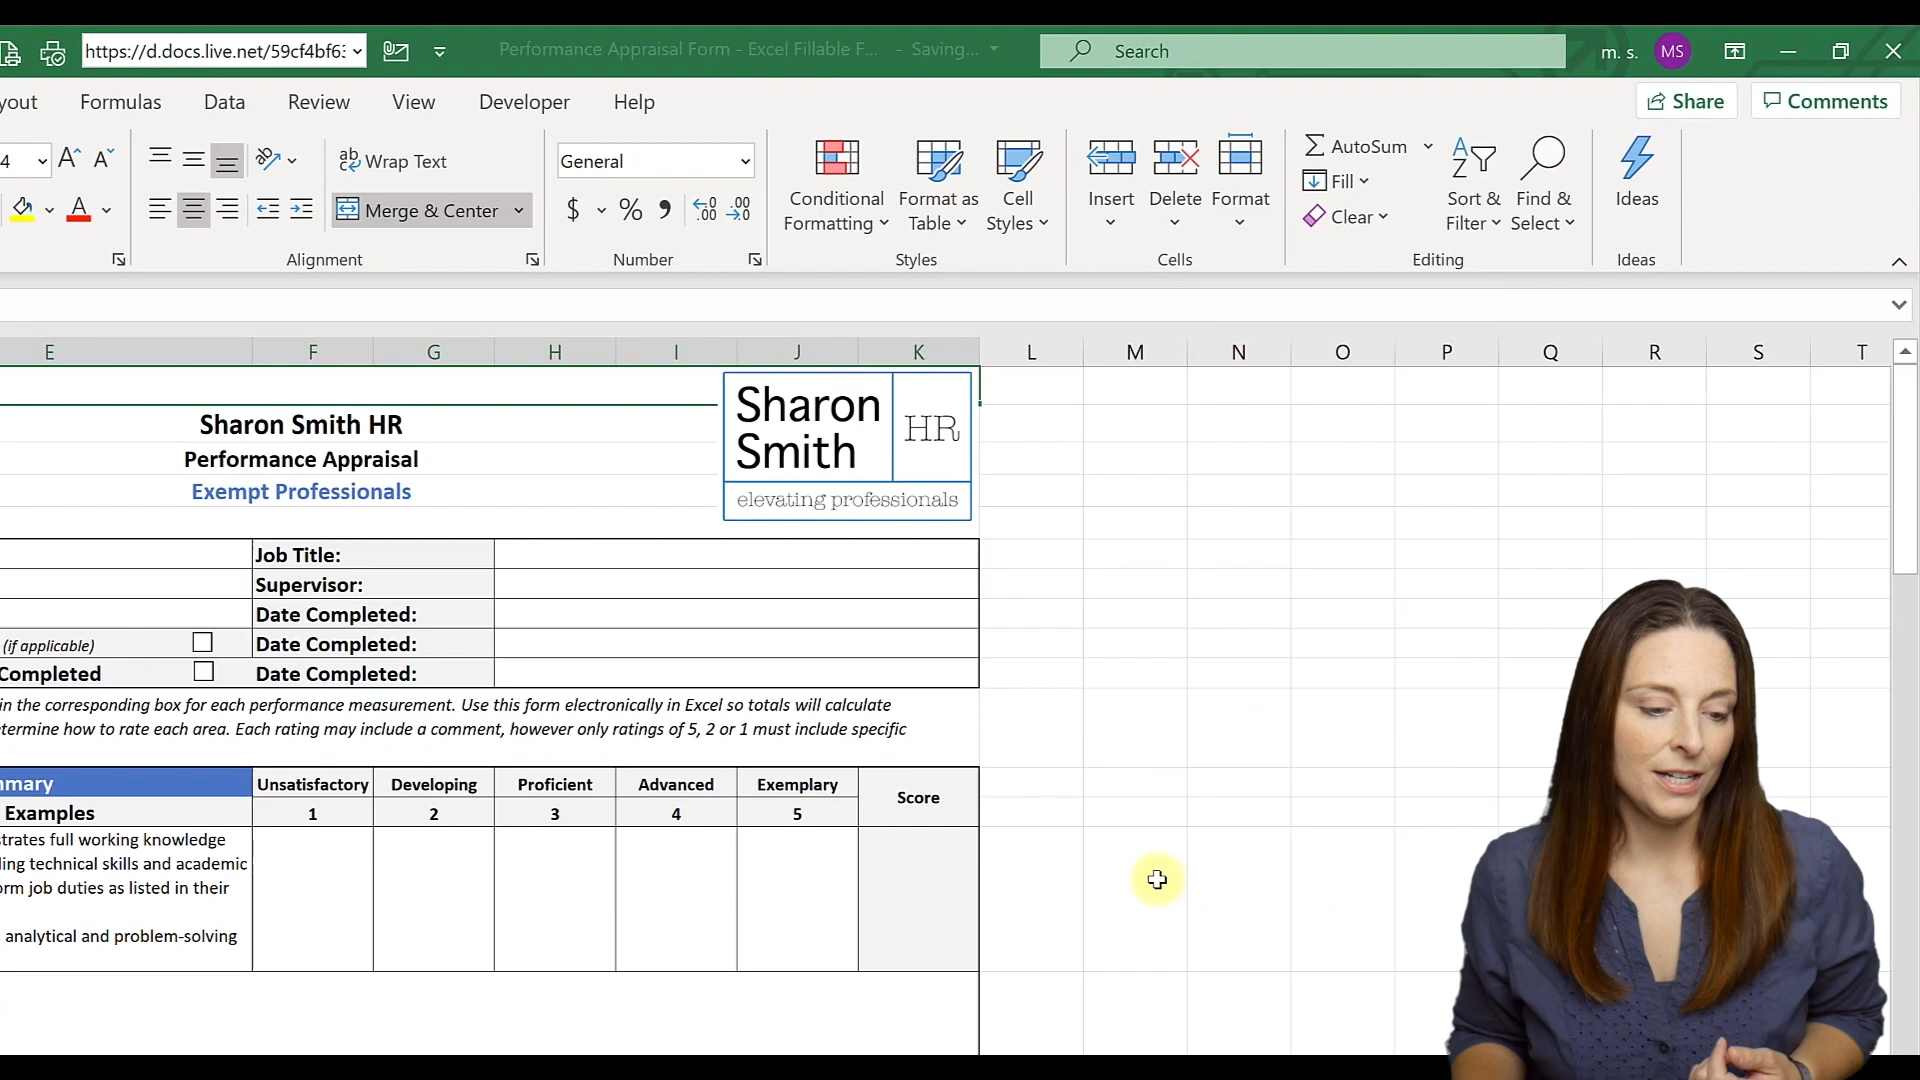 https://d.docs.live.net/59cf4bf63
Performance Appraisal Form - Excel Fillable F... - Saving...
Search
m. s. MS
yout Formulas Data Review View Developer Help
Share Comments
4 A A
Wrap Text
General
Conditional Formatting
Format as Table
Cell Styles
Insert
Delete
Format
AutoSum
Fill
Clear
Sort & Filter
Find & Select
Ideas
A
Merge & Center
$ % , .00
Alignment Number Styles Cells Editing Ideas
E F G H I J K L M N O P Q R S T
Sharon Smith HR
Performance Appraisal
Exempt Professionals
Sharon
Smith
HR
elevating professionals
Job Title:
Supervisor:
Date Completed:
(if applicable) Date Completed:
Completed Date Completed:
in the corresponding box for each performance measurement. Use this form electronically in Excel so totals will calculate
etermine how to rate each area. Each rating may include a comment, however only ratings of 5, 2 or 1 must include specific
mmary Unsatisfactory Developing Proficient Advanced Exemplary Score
Examples 1 2 3 4 5
strates full working knowledge
ding technical skills and academic
orm job duties as listed in their
analytical and problem-solving